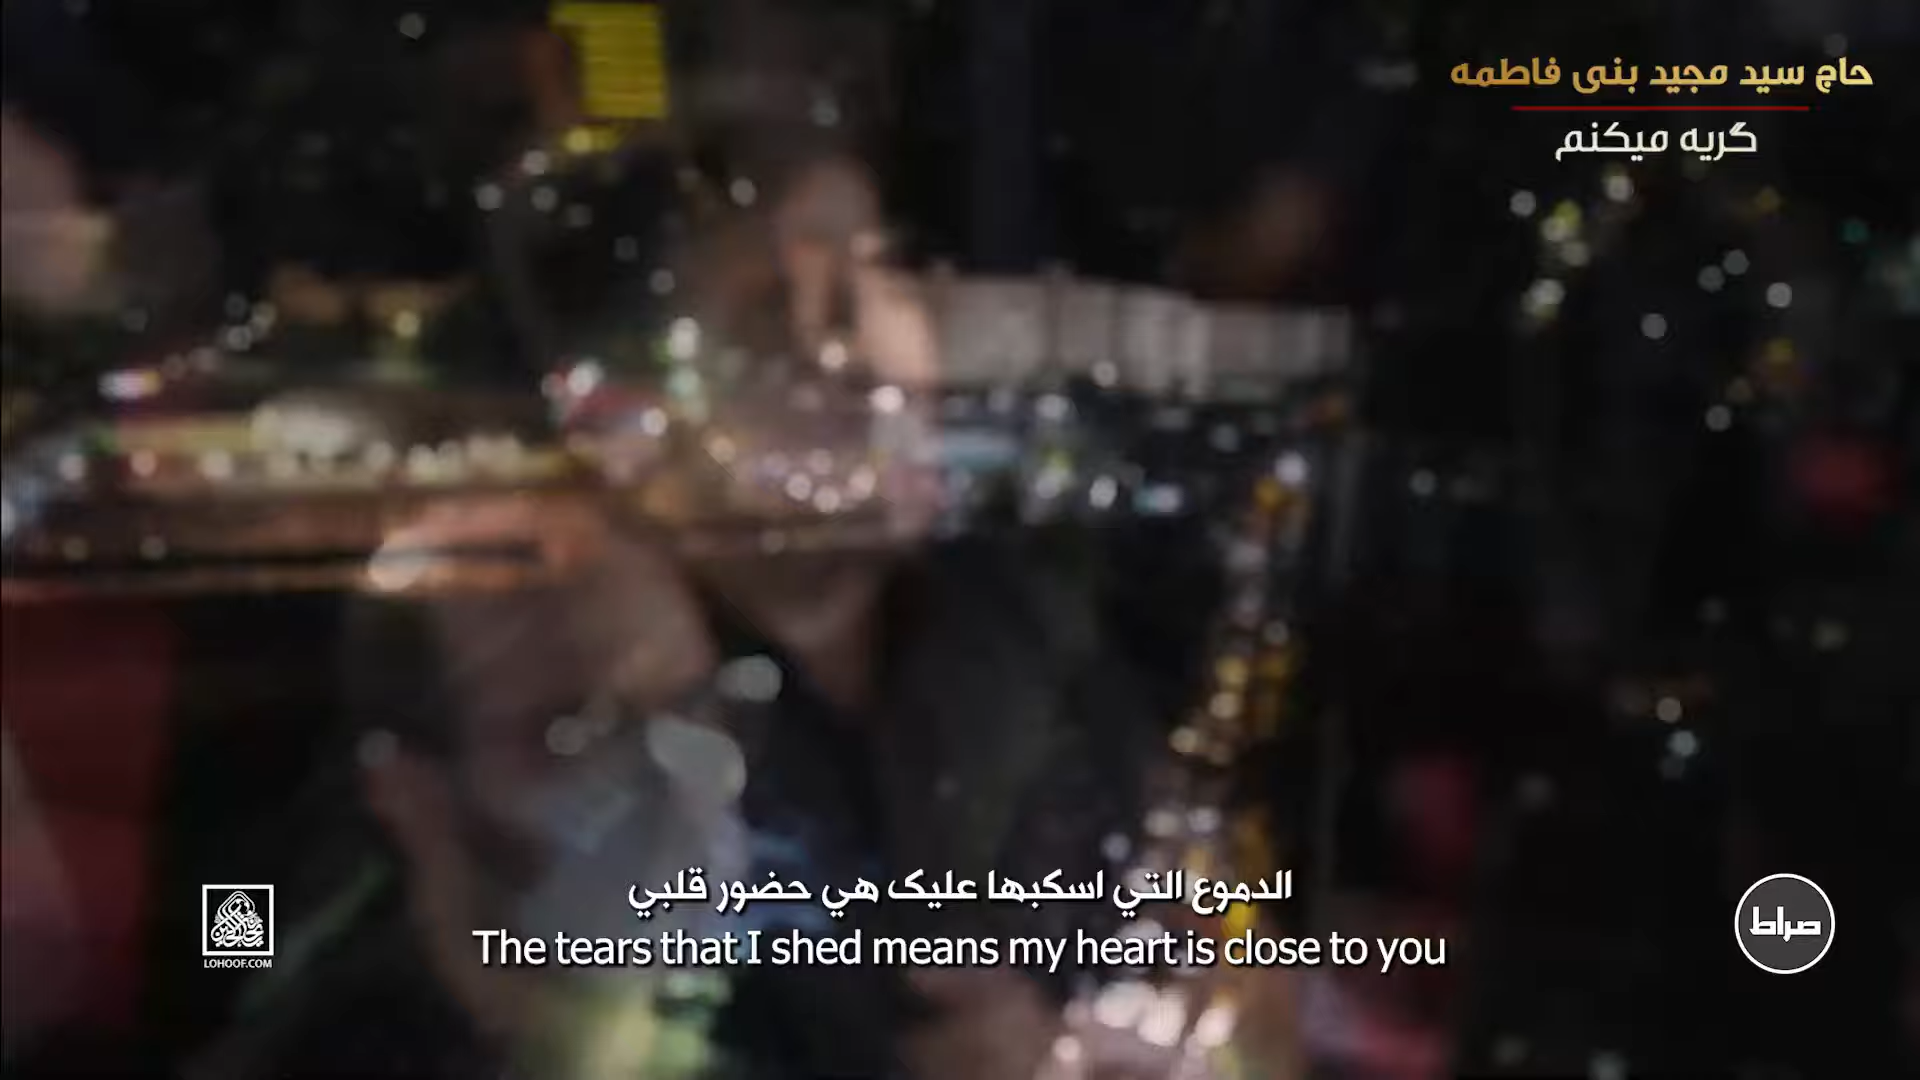 حاج سید مجید بنی فاطمه
گریه میکنم
الدموع التي اسكبها عليک هي حضور قلبي
The tears that I shed means my heart is close to you
LOHOOF.COM
صراط